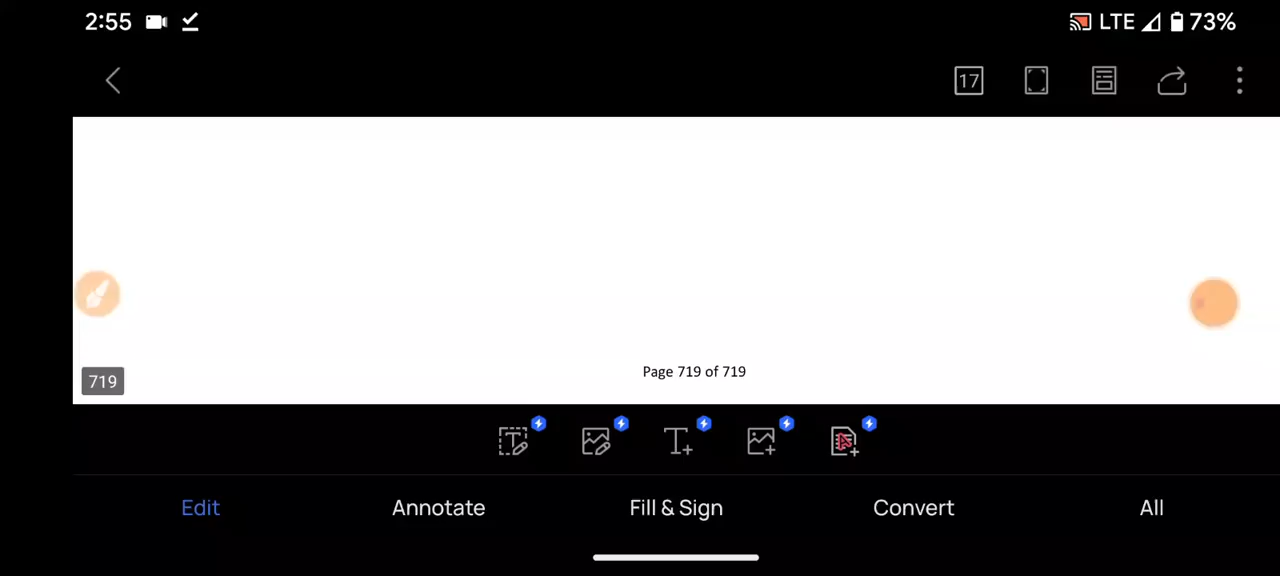 2:55 LTE 73%
17
Page 719 of 719
719
Edit Annotate Fill & Sign Convert All